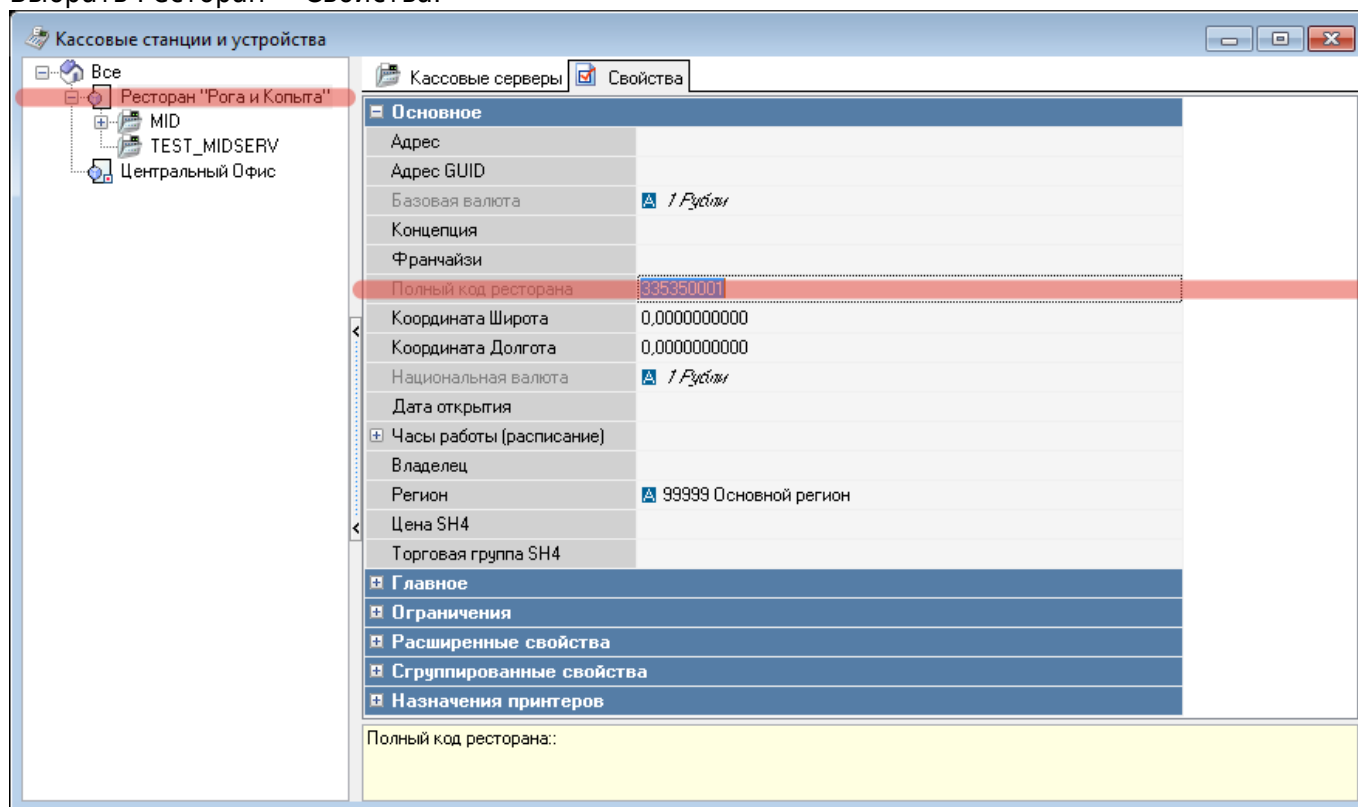 Выбрать Ресторан — Свойства.
Кассовые станции и устройства
Все
Ресторан "Рога и Копыта"
MID
TEST_MIDSERV
Центральный Офис
Кассовые серверы Свойства
Основное
Адрес
Адрес GUID
Базовая валюта 1 Рубли
Концепция
Франчайзи
Полный код ресторана 335350001
Координата Широта 0,0000000000
Координата Долгота 0,0000000000
Национальная валюта 1 Рубли
Дата открытия
Часы работы (расписание)
Владелец
Регион 99999 Основной регион
Цена SH4
Торговая группа SH4
Главное
Ограничения
Расширенные свойства
Сгруппированные свойства
Назначения принтеров
Полный код ресторана::